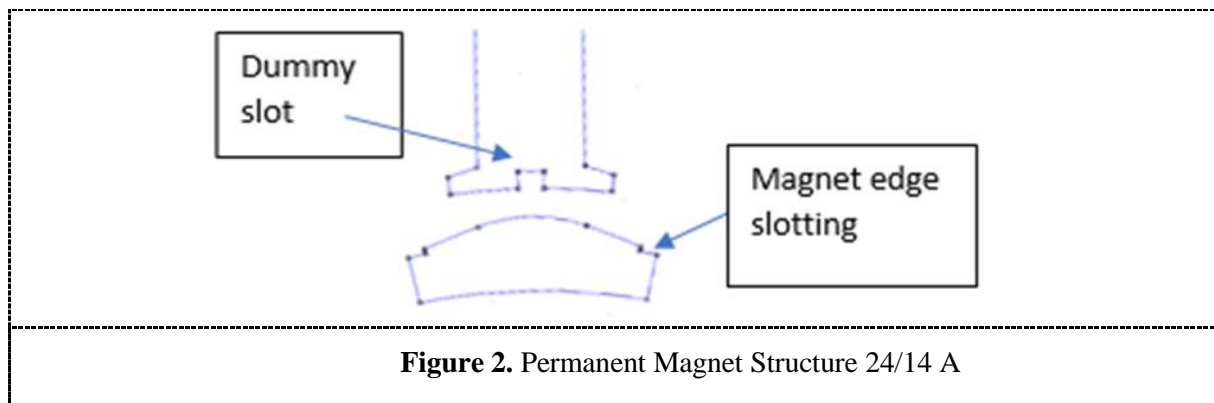 Dummy
slot
Magnet edge
slotting
Figure 2. Permanent Magnet Structure 24/14 A